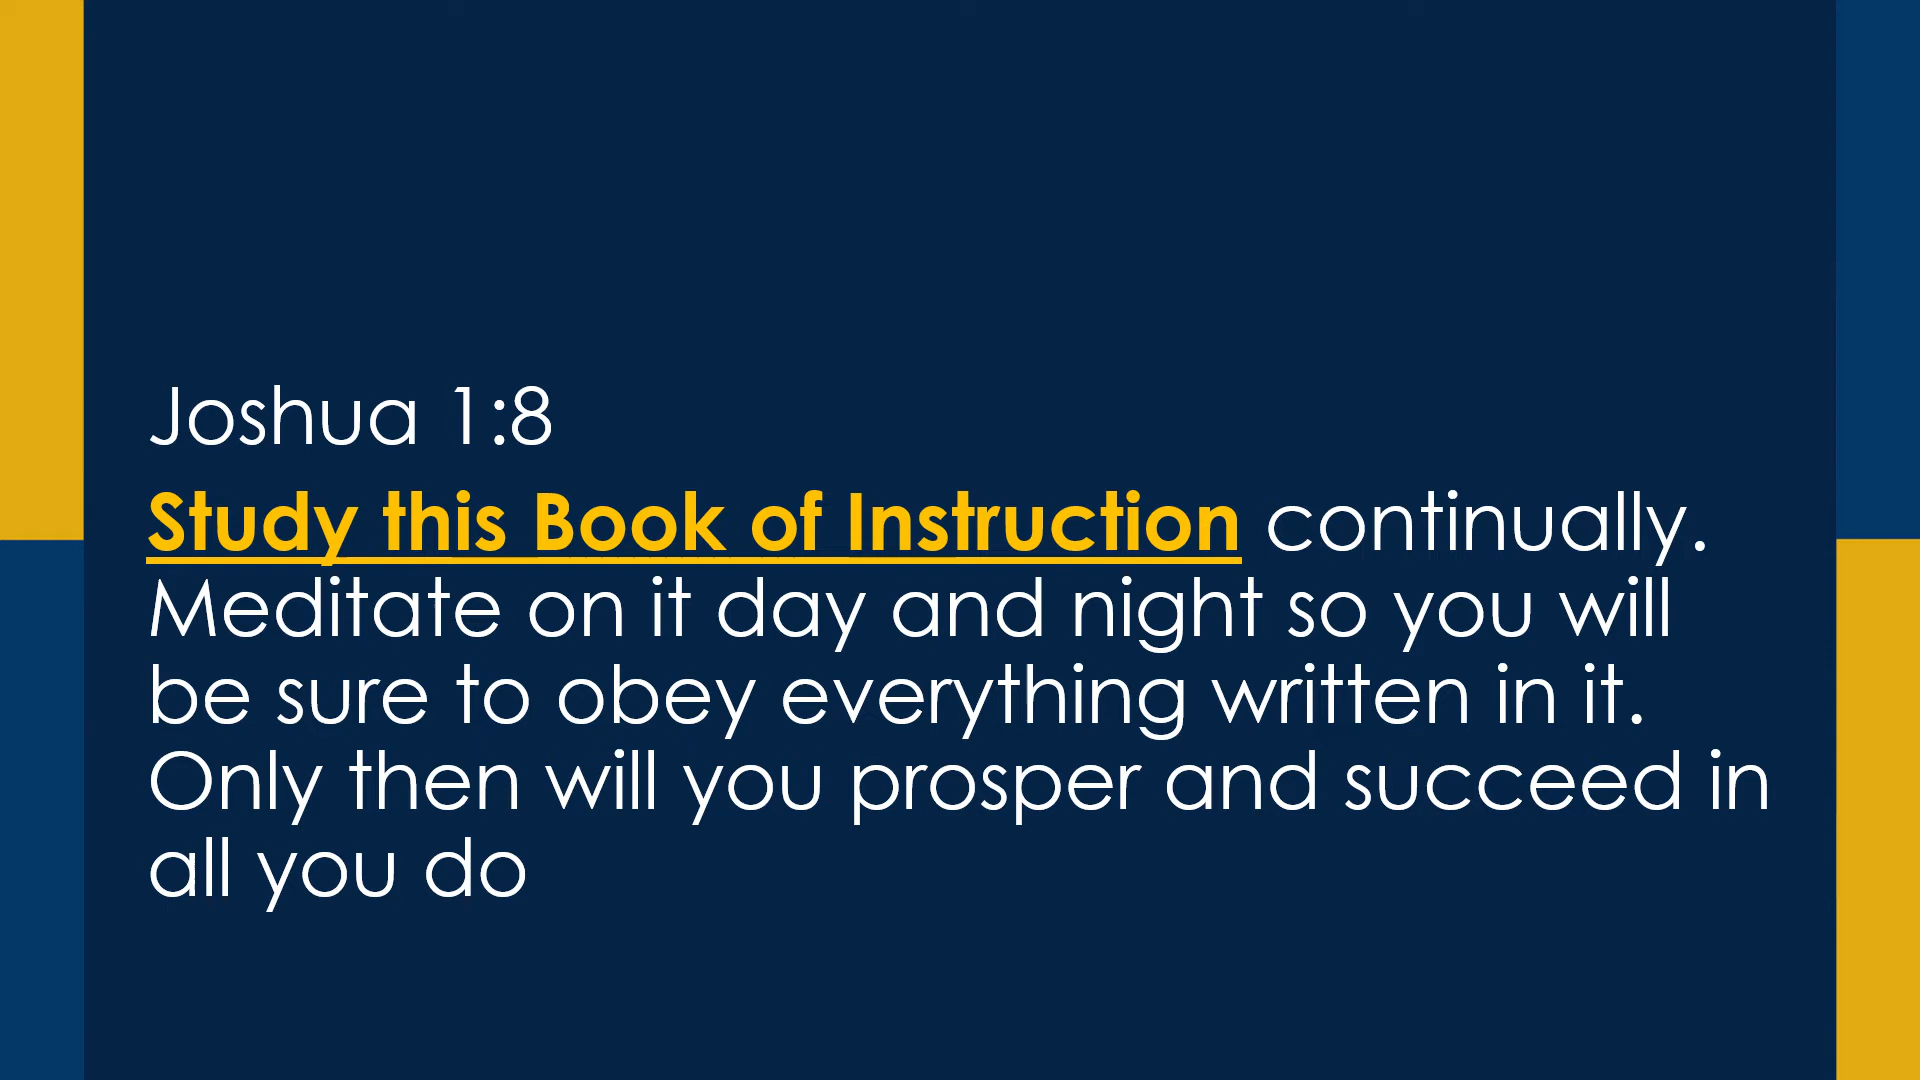 Joshua 1:8
Study this Book of Instruction continually.
Meditate on it day and night so you will
be sure to obey everything written in it.
Only then will you prosper and succeed in
all you do